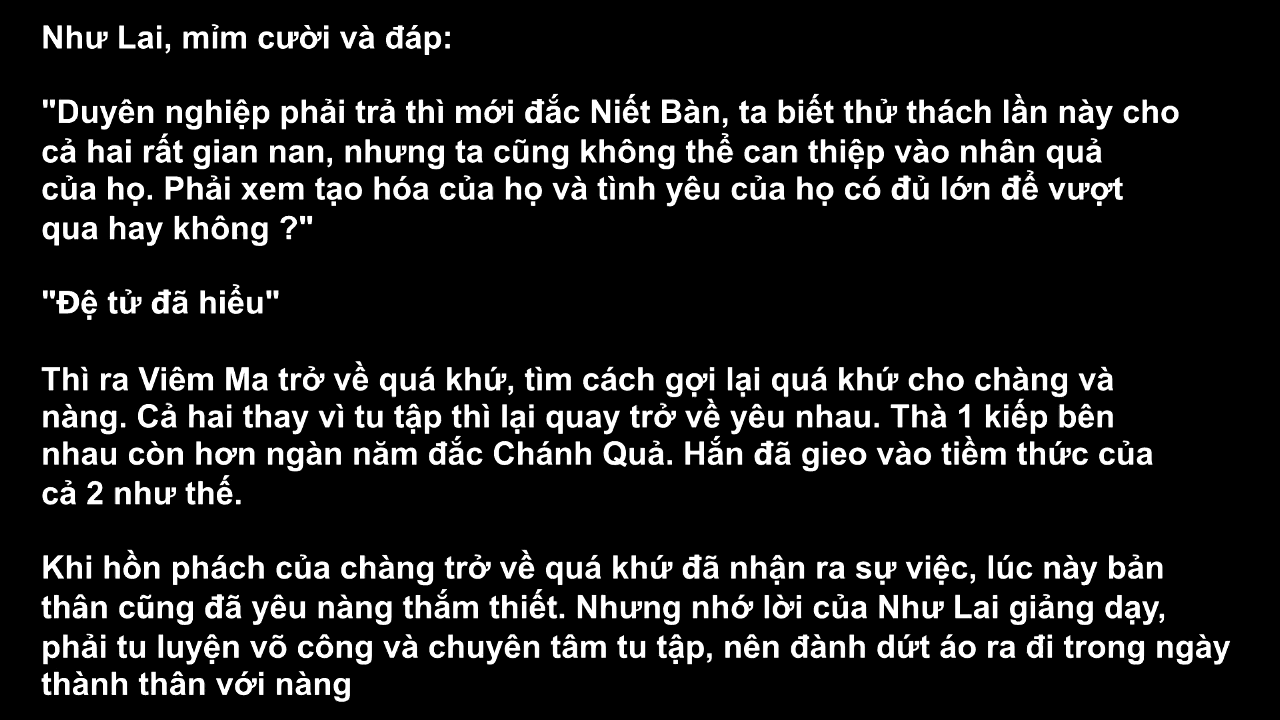 Như Lai, mỉm cười và đáp:
"Duyên nghiệp phải trả thì mới đắc Niết Bàn, ta biết thử thách lần này cho
cả hai rất gian nan, nhưng ta cũng không thể can thiệp vào nhân quả
của họ. Phải xem tạo hóa của họ và tình yêu của họ có đủ lớn để vượt
qua hay không ?"
"Đệ tử đã hiểu"
Thì ra Viêm Ma trở về quá khứ, tìm cách gợi lại quá khứ cho chàng và
nàng. Cả hai thay vì tu tập thì lại quay trở về yêu nhau. Thà 1 kiếp bên
nhau còn hơn ngàn năm đắc Chánh Quả. Hắn đã gieo vào tiềm thức của
cả 2 như thế.
Khi hồn phách của chàng trở về quá khứ đã nhận ra sự việc, lúc này bản
thân cũng đã yêu nàng thắm thiết. Nhưng nhớ lời của Như Lai giảng dạy,
phải tu luyện võ công và chuyên tâm tu tập, nên đành dứt áo ra đi trong ngày
thành thân với nàng